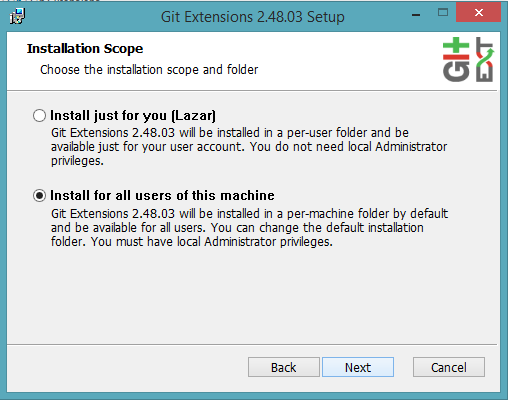 Git Extensions 2.48.03 Setup
Installation Scope
Choose the installation scope and folder
Git
EXT
Install just for you (Lazar)
Git Extensions 2.48.03 will be installed in a per-user folder and be
available just for your user account. You do not need local Administrator
privileges.
Install for all users of this machine
Git Extensions 2.48.03 will be installed in a per-machine folder by default
and be available for all users. You can change the default installation
folder. You must have local Administrator privileges.
Back
Next
Cancel